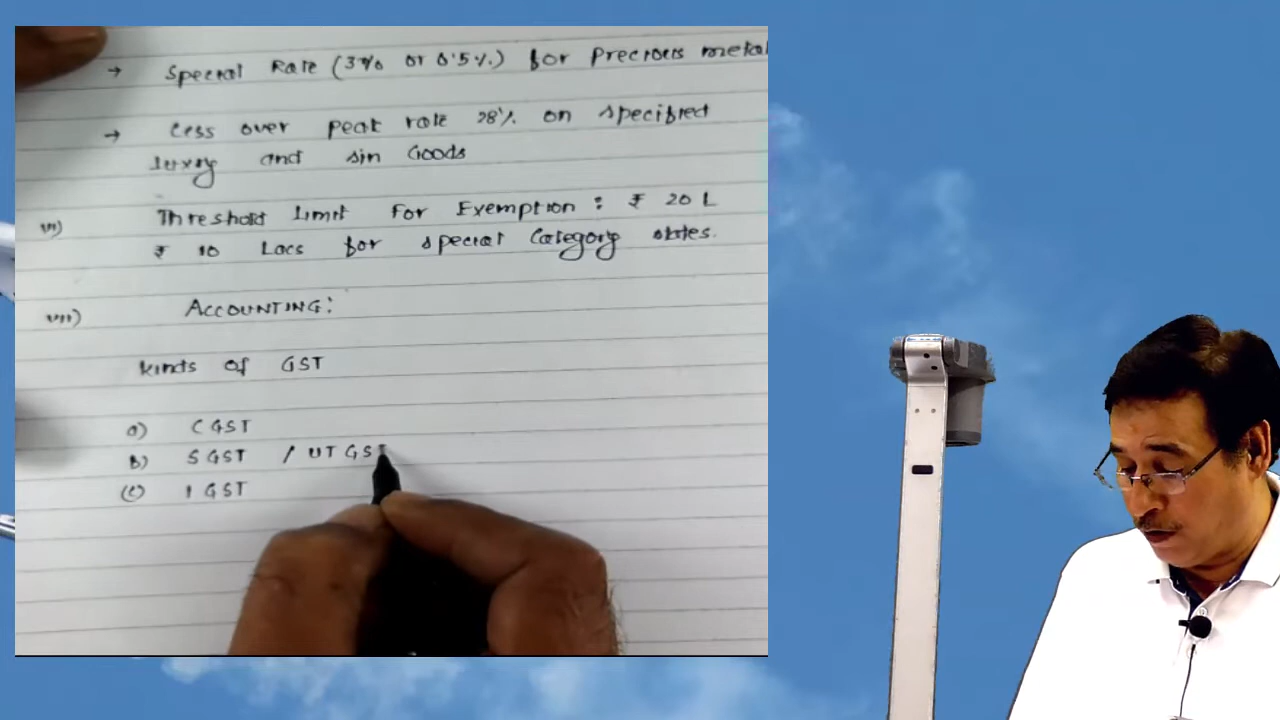 → Special Rate (3% or 0.5%) for Precious metal
→ Cess over peak rate 28% on specified
luxury and sin Goods
vi) Threshold Limit For Exemption : ₹ 20 L
₹ 10 Lacs for special Category states.
vii) ACCOUNTING:
kinds of GST
a) CGST
b) SGST / UTGST
(c) IGST